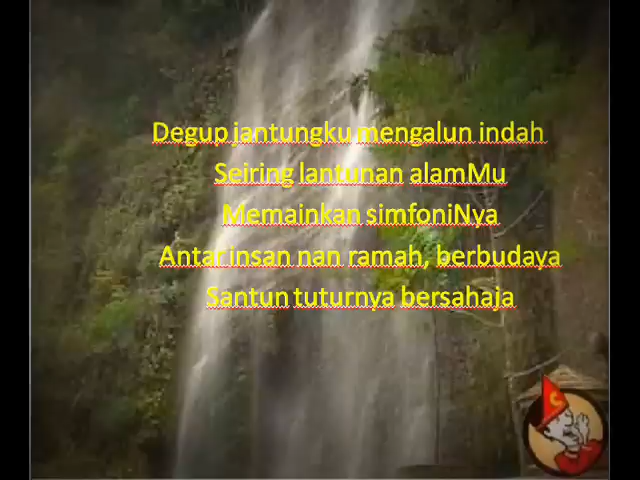 Degup jantungku mengalun indah
Seiring lantunan alamMu
Memainkan simfoniNya
Antar insan nan ramah, berbudaya
Santun tuturnya bersahaja